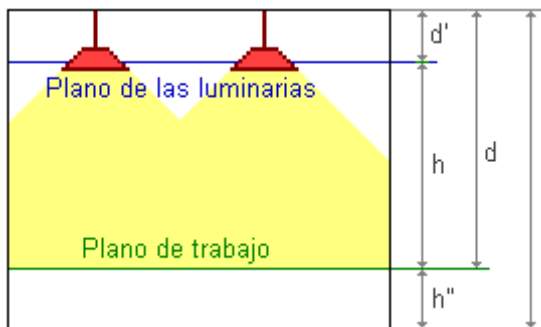 d'
Plano de las luminarias
h
d
Plano de trabajo
h"